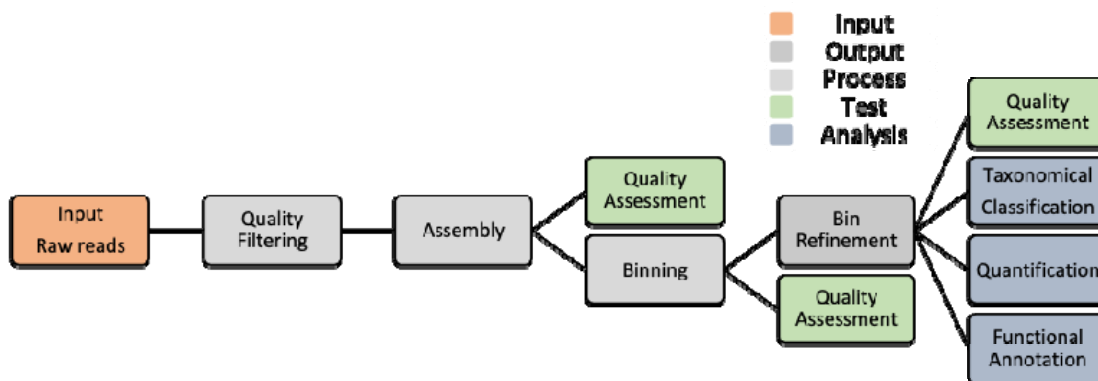 Input
Output
Process
Test
Analysis
Input
Raw reads
Quality
Filtering
Assembly
Quality
Assessment
Binning
Bin
Refinement
Quality
Assessment
Quality
Assessment
Taxonomical
Classification
Quantification
Functional
Annotation